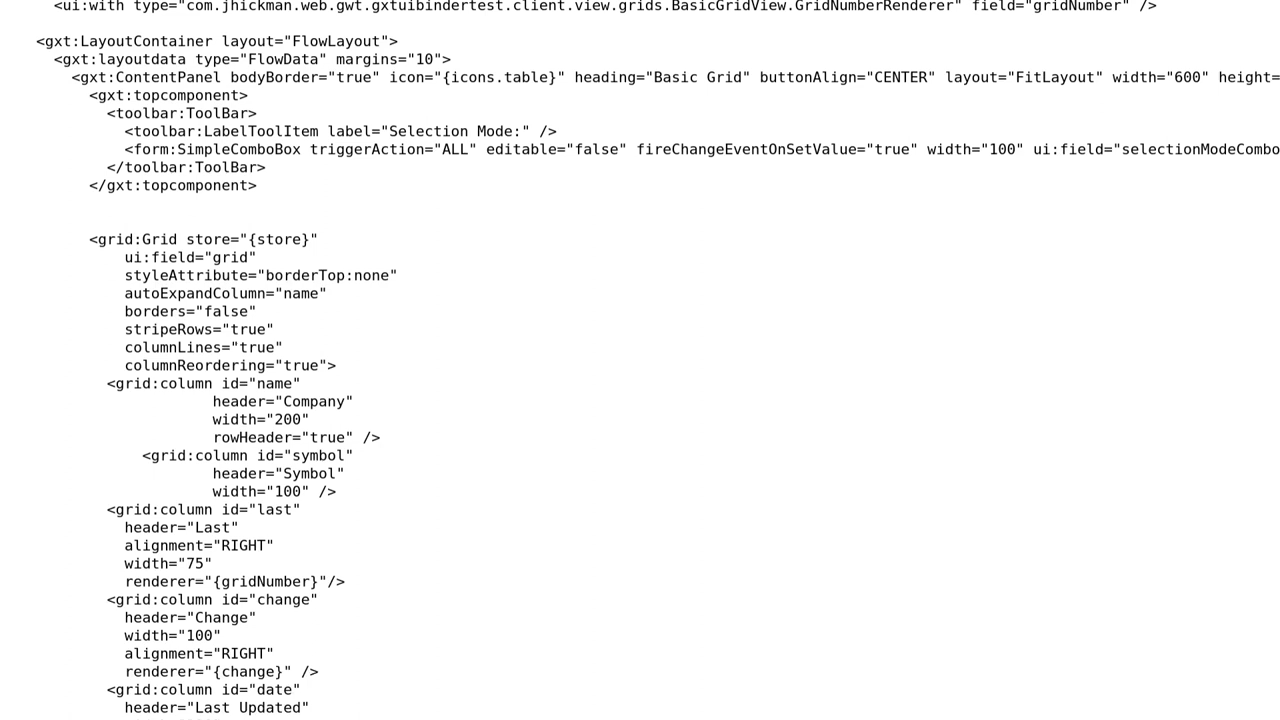 <ui:with type="com.jhickman.web.gwt.gxtuibindertest.client.view.grids.BasicGridView.GridNumberRenderer" field="gridNumber" />
<gxt:LayoutContainer layout="FlowLayout">
<gxt:layoutdata type="FlowData" margins="10">
<gxt:ContentPanel bodyBorder="true" icon="{icons.table}" heading="Basic Grid" buttonAlign="CENTER" layout="FitLayout" width="600" height=
<gxt:topcomponent>
<toolbar:ToolBar>
<toolbar:LabelToolItem label="Selection Mode:" />
<form:SimpleComboBox triggerAction="ALL" editable="false" fireChangeEventOnSetValue="true" width="100" ui:field="selectionModeCombo
</toolbar:ToolBar>
</gxt:topcomponent>
<grid:Grid store="{store}"
ui:field="grid"
styleAttribute="borderTop:none"
autoExpandColumn="name"
borders="false"
stripeRows="true"
columnLines="true"
columnReordering="true">
<grid:column id="name"
header="Company"
width="200"
rowHeader="true" />
<grid:column id="symbol"
header="Symbol"
width="100" />
<grid:column id="last"
header="Last"
alignment="RIGHT"
width="75"
renderer="{gridNumber}"/>
<grid:column id="change"
header="Change"
width="100"
alignment="RIGHT"
renderer="{change}" />
<grid:column id="date"
header="Last Updated"